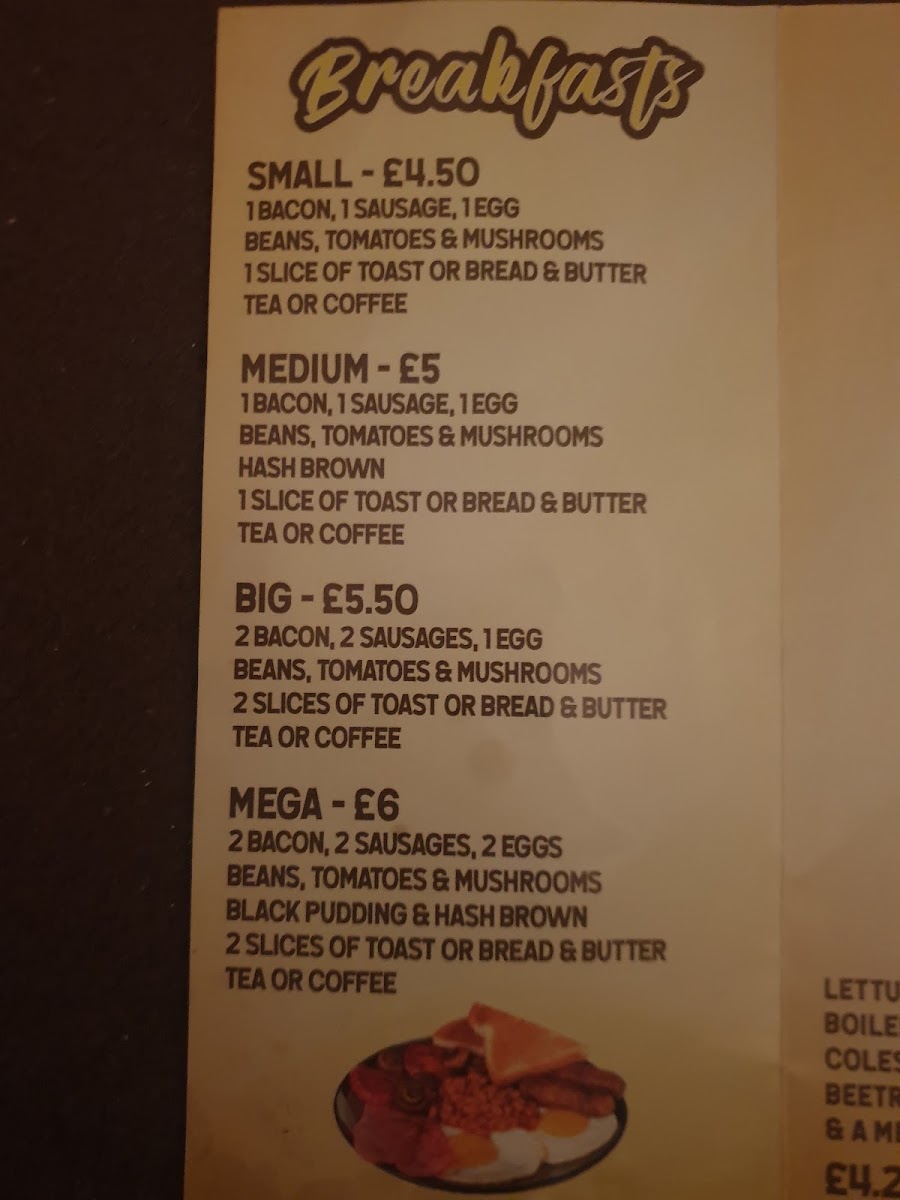 Breakfasts
SMALL - £4.50
1 BACON, 1 SAUSAGE, 1 EGG
BEANS, TOMATOES & MUSHROOMS
1 SLICE OF TOAST OR BREAD & BUTTER
TEA OR COFFEE
MEDIUM - £5
1 BACON, 1 SAUSAGE, 1 EGG
BEANS, TOMATOES & MUSHROOMS
HASH BROWN
1 SLICE OF TOAST OR BREAD & BUTTER
TEA OR COFFEE
BIG - £5.50
2 BACON, 2 SAUSAGES, 1 EGG
BEANS, TOMATOES & MUSHROOMS
2 SLICES OF TOAST OR BREAD & BUTTER
TEA OR COFFEE
MEGA - £6
2 BACON, 2 SAUSAGES, 2 EGGS
BEANS, TOMATOES & MUSHROOMS
BLACK PUDDING & HASH BROWN
2 SLICES OF TOAST OR BREAD & BUTTER
TEA OR COFFEE
& A